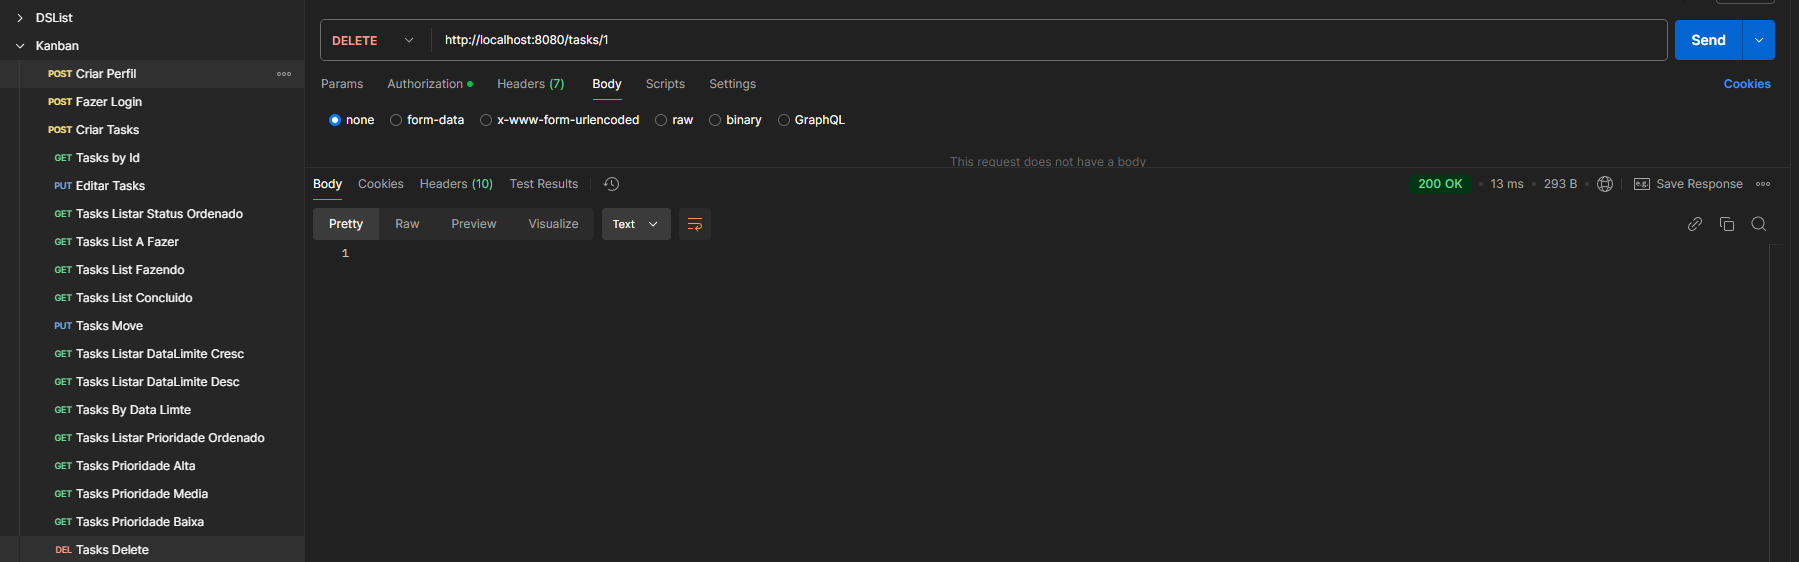 DSList
Kanban
POST Criar Perfil
POST Fazer Login
POST Criar Tasks
GET Tasks by Id
PUT Editar Tasks
GET Tasks Listar Status Ordenado
GET Tasks List A Fazer
GET Tasks List Fazendo
GET Tasks List Concluido
PUT Tasks Move
GET Tasks Listar DataLimite Cresc
GET Tasks Listar DataLimite Desc
GET Tasks By Data Limte
GET Tasks Listar Prioridade Ordenado
GET Tasks Prioridade Alta
GET Tasks Prioridade Media
GET Tasks Prioridade Baixa
DEL Tasks Delete
DELETE http://localhost:8080/tasks/1 Send
Params Authorization Headers (7) Body Scripts Settings Cookies
none form-data x-www-form-urlencoded raw binary GraphQL
This request does not have a body
Body Cookies Headers (10) Test Results 200 OK 13 ms 293 B e.g. Save Response
Pretty Raw Preview Visualize Text
1